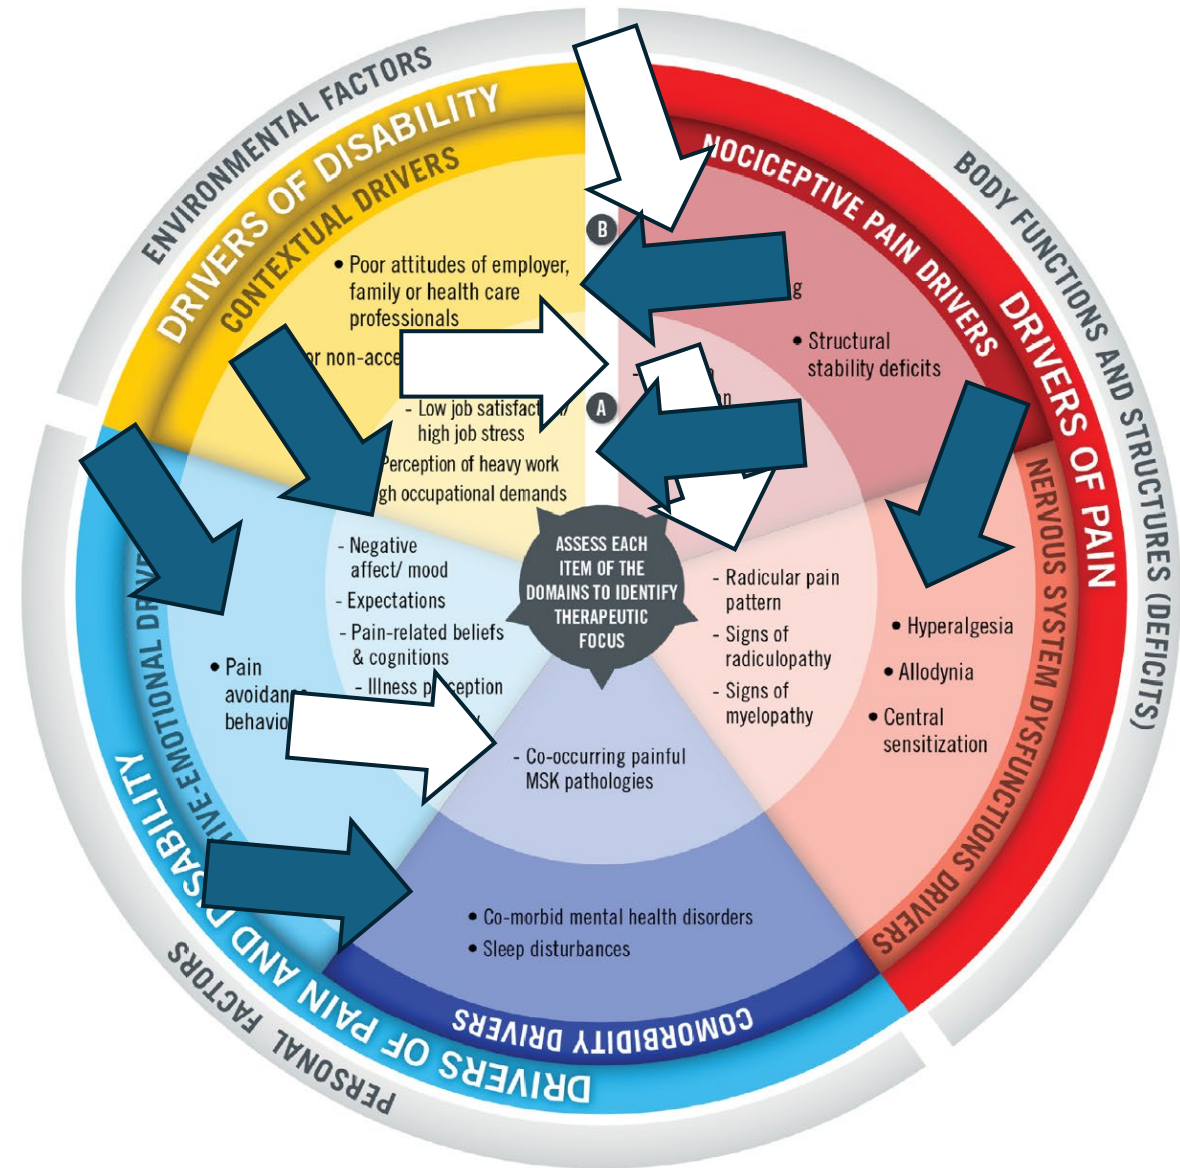 ENVIRONMENTAL FACTORS
DRIVERS OF DISABILITY
CONTEXTUAL DRIVERS
• Poor attitudes of employer,
family or health care
professionals
- Low job satisfact
high job stress
Perception of heavy work
occupational demands
B
A
BODY FUNCTIONS AND STRUCTURES (DEFICITS)
DRIVERS OF PAIN
NOCICEPTIVE PAIN DRIVERS
• Structural
stability deficits
NERVOUS SYSTEM DYSFUNCTIONS DRIVERS
- Radicular pain
pattern
- Signs of
radiculopathy
- Signs of
myelopathy
• Hyperalgesia
• Allodynia
• Central
sensitization
ASSESS EACH
ITEM OF THE
DOMAINS TO IDENTIFY
THERAPEUTIC
FOCUS
- Negative
affect/ mood
- Expectations
- Pain-related beliefs
& cognitions
- Illness
• Pain
PERSONAL FACTORS
DRIVERS OF PAIN AND DISABILITY
-EMOTIONAL
- Co-occurring painful
MSK pathologies
• Co-morbid mental health disorders
• Sleep disturbances
COMORBIDITY DRIVERS